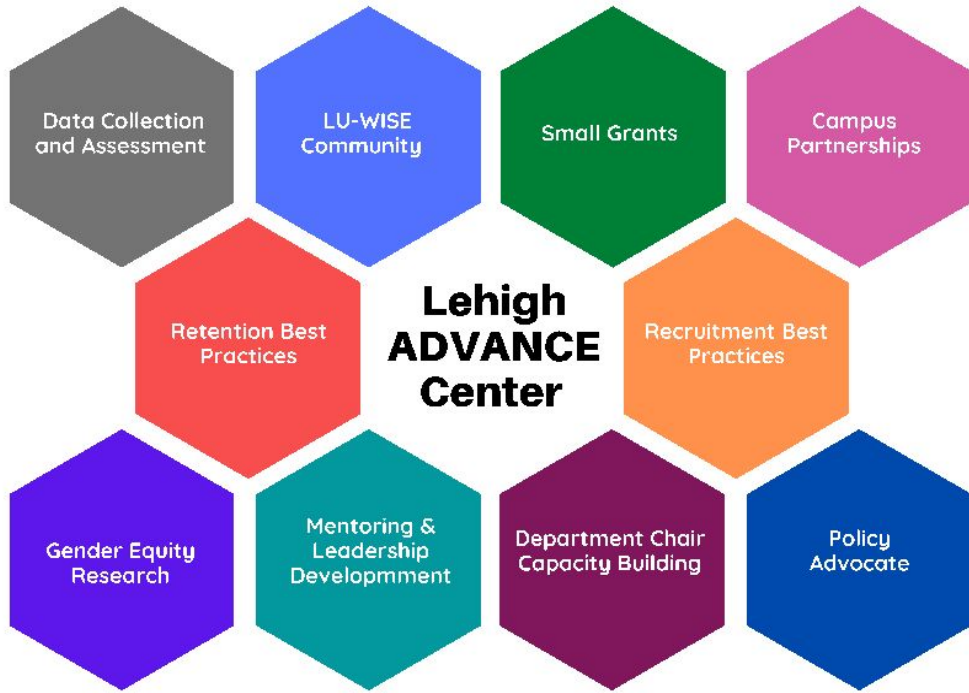 Data Collection
and Assessment
LU-WISE
Community
Small Grants
Campus
Partnerships
Retention Best
Practices
Lehigh
ADVANCE
Center
Recruitment Best
Practices
Gender Equity
Research
Mentoring &
Leadership
Developmment
Department Chair
Capacity Building
Policy
Advocate